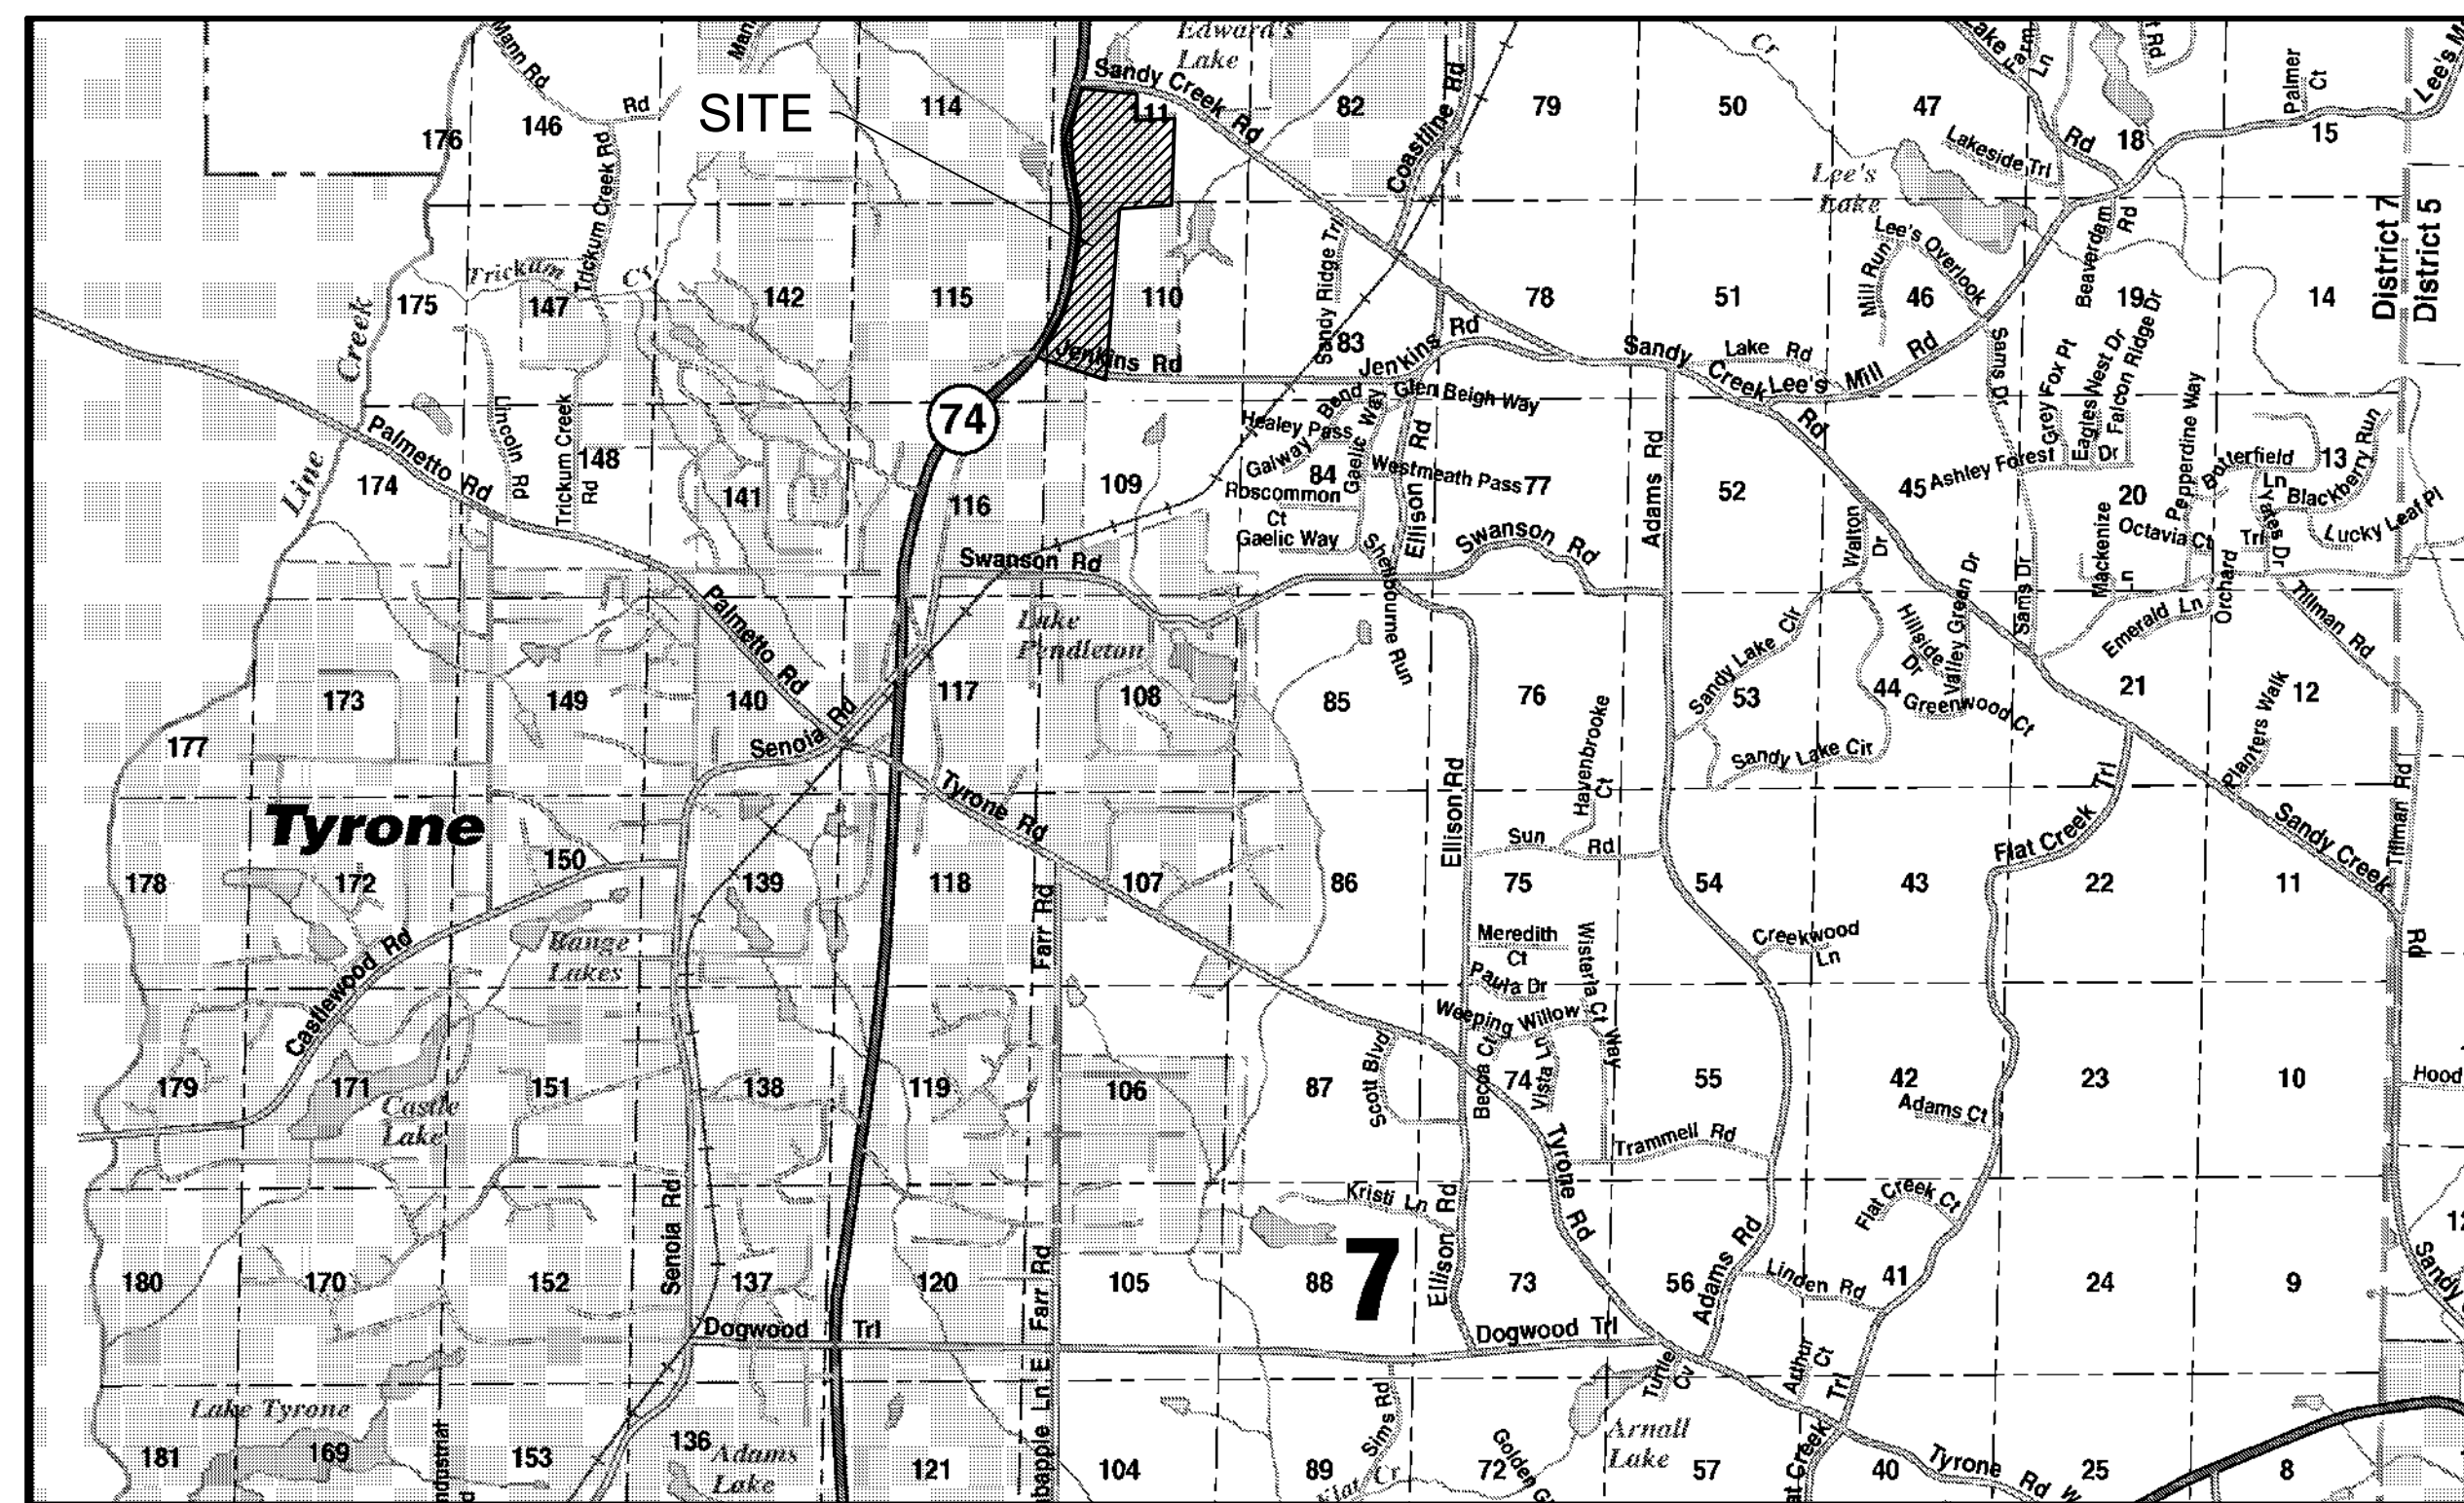 Edward's
Lake
Mann Rd
Sandy Creek Rd
SITE
Rd
Coastline Rd
Cr
Lake Farm
Ln
Rd
Palmer
Ct
114
82
79
50
47
18
15
146
176
Trickum Creek Rd
Lakeside Trl
Lee's
Lake
Lee's Overlook
Beaverdam
Rd
District 7
District 5
Trickum
Cr
Sandy Ridge Trl
Mill Run
175
147
142
115
110
78
51
46
19
14
Line Creek
83
Jenkins Rd
Jenkins Rd
Sandy Creek Rd
Lake Rd
Lee's Mill Rd
Sams Dr
Grey Fox Pt
Eagles Nest Dr
Falcon Ridge Dr
74
Palmetto Rd
Lincoln Rd
Trickum Creek
Rd
Healey Pass
Galway Bend
Gaelic Way
Glen Beigh Way
Westmeath Pass
Roscommon
Ct
Gaelic Way
Ellison Rd
Adams Rd
Ashley Forest
Dr
Pepperdine Way
Butterfield
Ln
Blackberry Run
Lucky Leaf Pl
174
148
141
116
109
84
77
52
45
20
13
Swanson Rd
Swanson Rd
Shelbourne Run
Walton
Dr
Mackenize
Ln
Octavia Ct
Yates Dr
Trl
Orchard
Palmetto Rd
Lake
Pendleton
Sandy Lake Cir
Hillside
Dr
Valley Green Dr
Sams Dr
Emerald Ln
Tillman Rd
173
149
140
117
108
85
76
53
44
21
12
177
Senoia Rd
Havenbrooke
Ct
Greenwood Ct
Sandy Lake Cir
Planters Walk
Tyrone
Tyrone Rd
Ellison Rd
Sun Rd
Flat Creek Trl
Sandy Creek
Rd
Tillman Rd
150
178
172
139
118
107
86
75
54
43
22
11
Castlewood Rd
Range
Lakes
Farr Rd
Meredith
Ct
Paula Dr
Wisteria Ct
Way
Creekwood
Ln
Weeping Willow
Ln
179
171
151
138
119
106
87
74
55
42
23
10
Castle
Lake
Scott Blvd
Becca Ct
Vista
Adams Ct
Hood
Tyrone Rd
Trammell Rd
Kristi Ln
Flat Creek Ct
Senoia Rd
Farr Rd
Ellison Rd
Adams Rd
Linden Rd
Sandy
180
170
152
137
120
105
88
7
73
56
41
24
9
Dogwood Trl
Dogwood Trl
Turtle
Cv
Arthur
Ct
Trl
Lake Tyrone
E
Ln
Sims Rd
Golden
Arnall
Lake
181
169
153
136
Adams
Lake
121
104
89
72
57
40
25
8
Flat Cr
Tyrone Rd